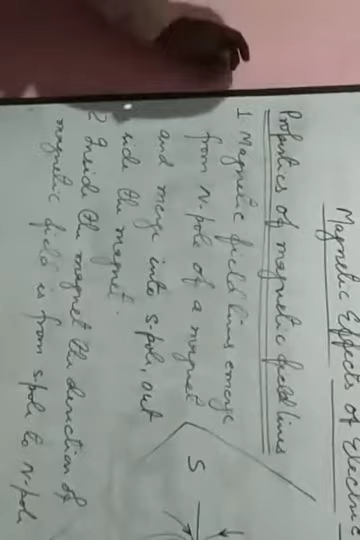 Magnetic Effects of Electric
Properties of magnetic field lines
1 Magnetic field lines emerge
from N-pole of a magnet
and merge into S-pole, out
side the magnet.
2 Inside the magnet the direction of
magnetic field is from S-pole to N-pole
S